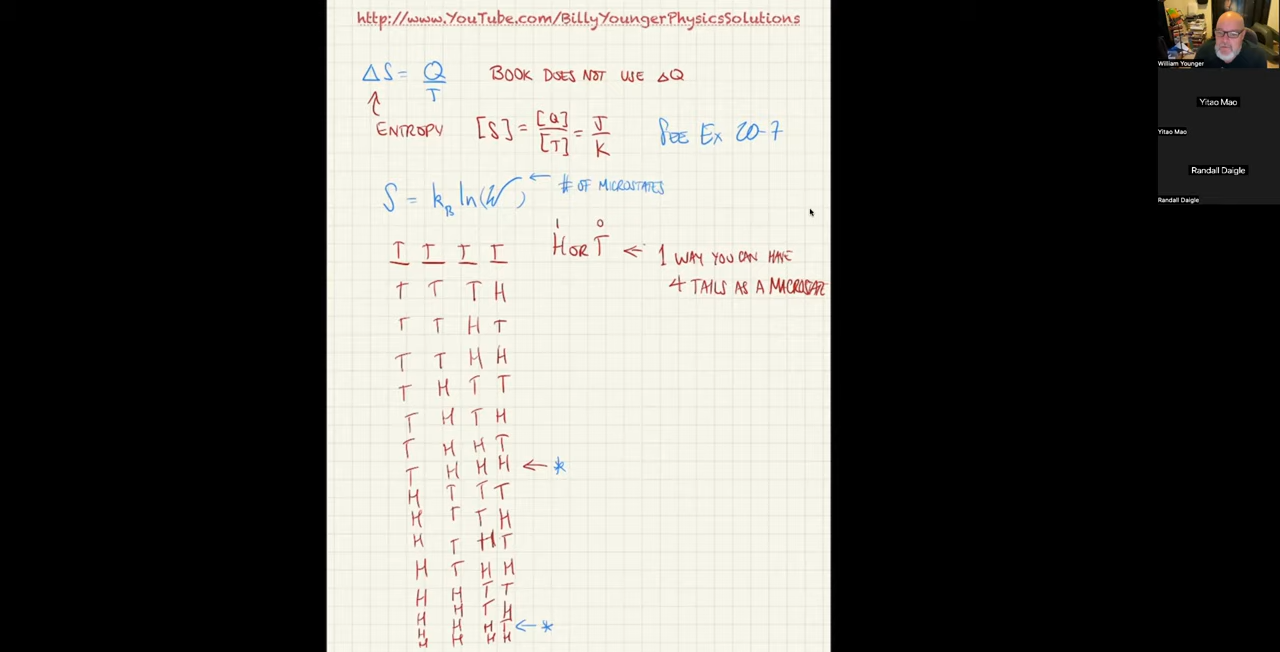 http://www.YouTube.com/BillyYoungerPhysicsSolutions
ΔS = Q/T BOOK DOES NOT USE ΔQ
ENTROPY [S] = [Q]/[T] = J/K SEE EX 20-7
S = k_B ln(W) ← # OF MICROSTATES
1 0
T T T T H OR T ← 1 WAY YOU CAN HAVE
4 TAILS AS A MACROSATE
T T T H
T T H T
T T H H
T H T T
T H T H
T H H T
T H H H ← *
H T T T
H T T H
H T H T
H T H H
H H T T
H H T H
H H H T ← *
H H H H
William Younger
Yitao Mao
Yitao Mao
Randall Daigle
Randall Daigle